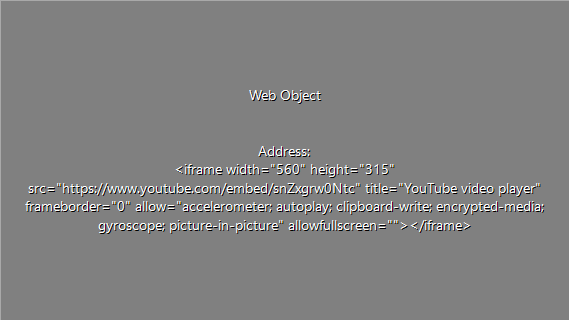 Web Object
Address:
<iframe width="560" height="315"
src="https://www.youtube.com/embed/snZxgrw0Ntc" title="YouTube video player"
frameborder="0" allow="accelerometer; autoplay; clipboard-write; encrypted-media;
gyroscope; picture-in-picture" allowfullscreen=""></iframe>